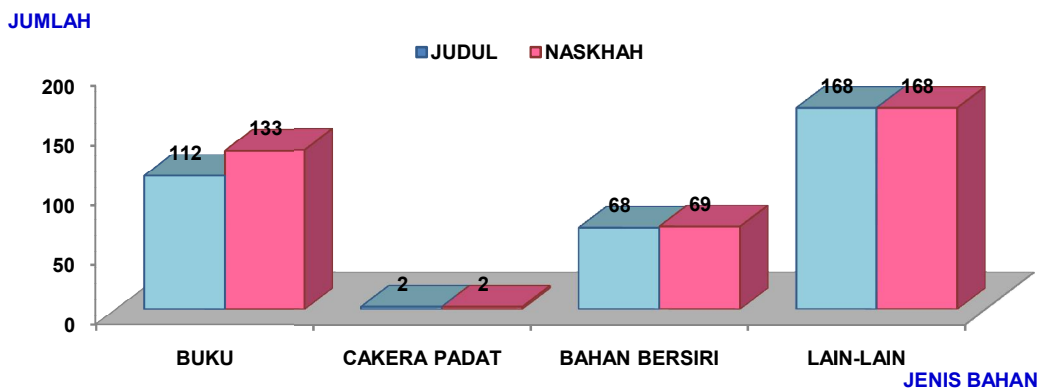 JUMLAH
JUDUL NASKHAH
200
150
100
50
0
112 133 2 2 68 69 168 168
BUKU CAKERA PADAT BAHAN BERSIRI LAIN-LAIN
JENIS BAHAN